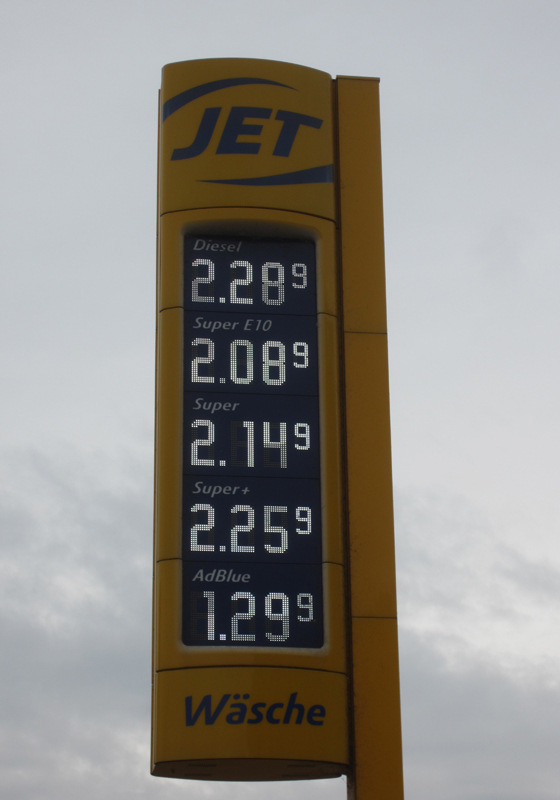 JET
Diesel
2.28⁹
Super E10
2.08⁹
Super
2.14⁹
Super+
2.25⁹
AdBlue
1.29⁹
Wäsche